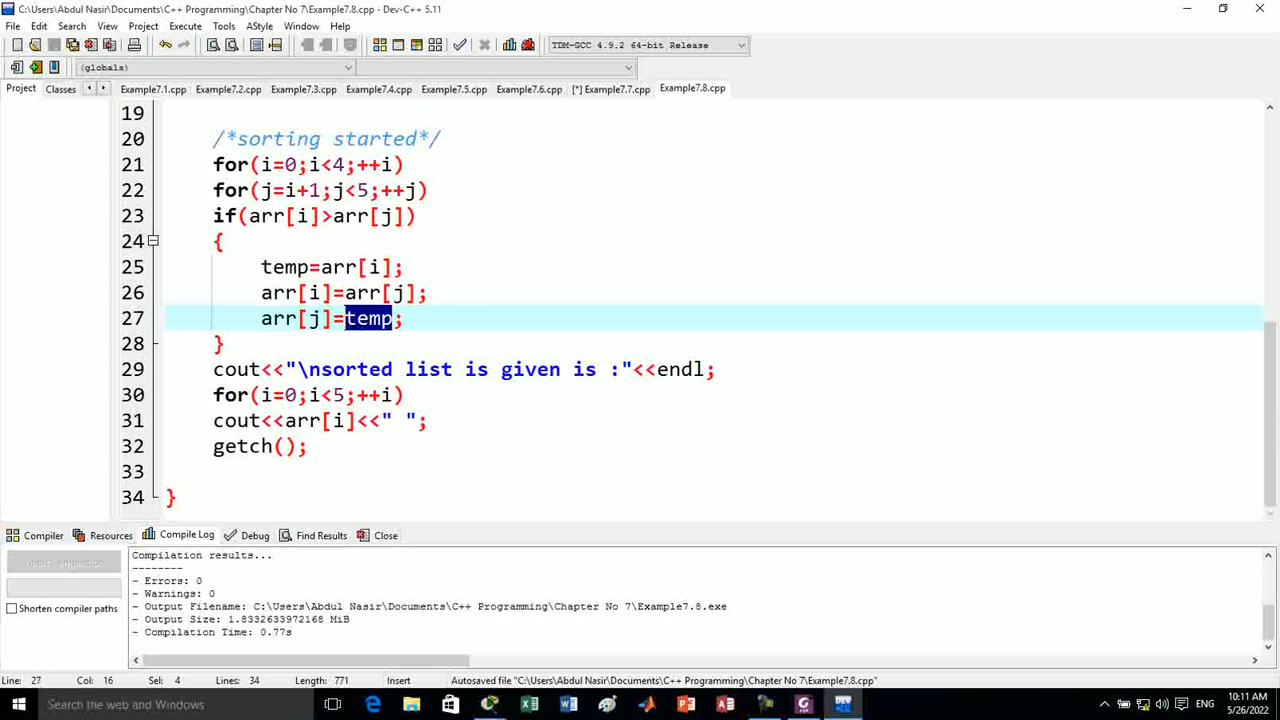 C:\Users\Abdul Nasir\Documents\C++ Programming\Chapter No 7\Example7.8.cpp - Dev-C++ 5.11
File Edit Search View Project Execute Tools AStyle Window Help
TDM-GCC 4.9.2 64-bit Release
(globals)
Project Classes Example7.1.cpp Example7.2.cpp Example7.3.cpp Example7.4.cpp Example7.5.cpp Example7.6.cpp [*] Example7.7.cpp Example7.8.cpp
19
20 /*sorting started*/
21 for(i=0;i<4;++i)
22 for(j=i+1;j<5;++j)
23 if(arr[i]>arr[j])
24 {
25 temp=arr[i];
26 arr[i]=arr[j];
27 arr[j]=temp;
28 }
29 cout<<"\nsorted list is given is :"<<endl;
30 for(i=0;i<5;++i)
31 cout<<arr[i]<<" ";
32 getch();
33
34 }
Compiler Resources Compile Log Debug Find Results Close
Compilation results...
--------
- Errors: 0
- Warnings: 0
- Output Filename: C:\Users\Abdul Nasir\Documents\C++ Programming\Chapter No 7\Example7.8.exe
- Output Size: 1.8332633972168 MiB
- Compilation Time: 0.77s
Shorten compiler paths
Line: 27 Col: 16 Sel: 4 Lines: 34 Length: 771 Insert Autosaved file "C:\Users\Abdul Nasir\Documents\C++ Programming\Chapter No 7\Example7.8.cpp"
Search the web and Windows
ENG
10:11 AM
5/26/2022